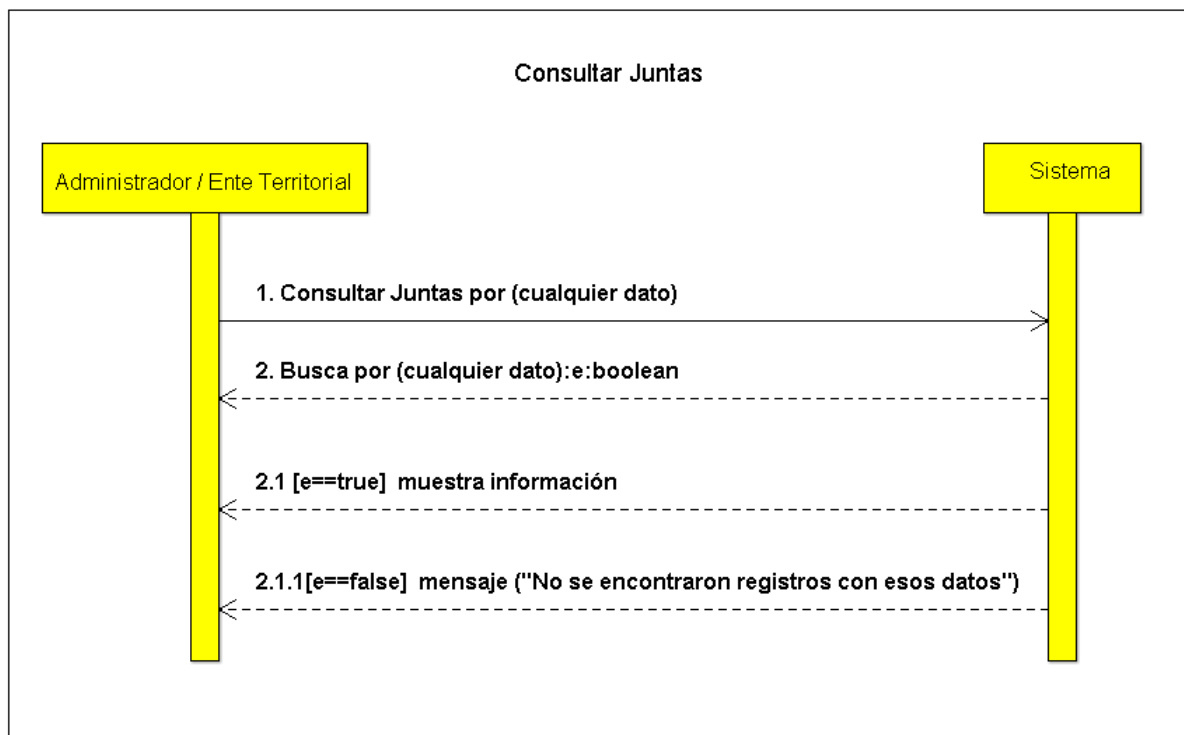 Consultar Juntas
Administrador / Ente Territorial
Sistema
1. Consultar Juntas por (cualquier dato)
2. Busca por (cualquier dato):e:boolean
2.1 [e==true] muestra información
2.1.1[e==false] mensaje ("No se encontraron registros con esos datos")